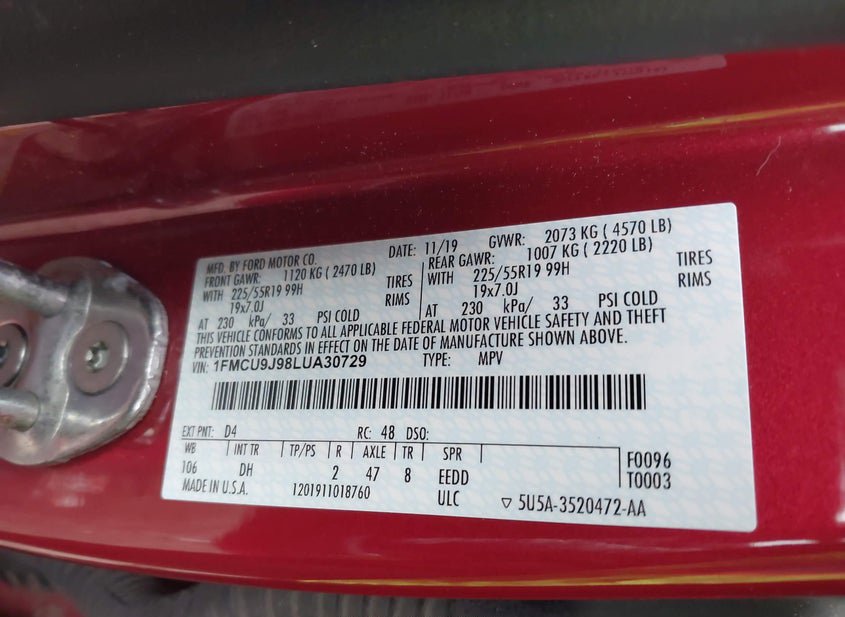 MFD. BY FORD MOTOR CO.
DATE: 11/19 GVWR: 2073 KG ( 4570 LB)
FRONT GAWR: 1120 KG ( 2470 LB) REAR GAWR: 1007 KG ( 2220 LB)
WITH 225/55R19 99H TIRES WITH 225/55R19 99H TIRES
19x7.0J RIMS 19x7.0J RIMS
AT 230 kPa/ 33 PSI COLD AT 230 kPa/ 33 PSI COLD
THIS VEHICLE CONFORMS TO ALL APPLICABLE FEDERAL MOTOR VEHICLE SAFETY AND THEFT
PREVENTION STANDARDS IN EFFECT ON THE DATE OF MANUFACTURE SHOWN ABOVE.
VIN: 1FMCU9J98LUA30729 TYPE: MPV
EXT PNT: D4 RC: 48 DSO:
WB INT TR TP/PS R AXLE TR SPR
106 DH 2 47 8 EEDD F0096
ULC T0003
MADE IN U.S.A. 1201911018760 ▽ 5U5A-3520472-AA